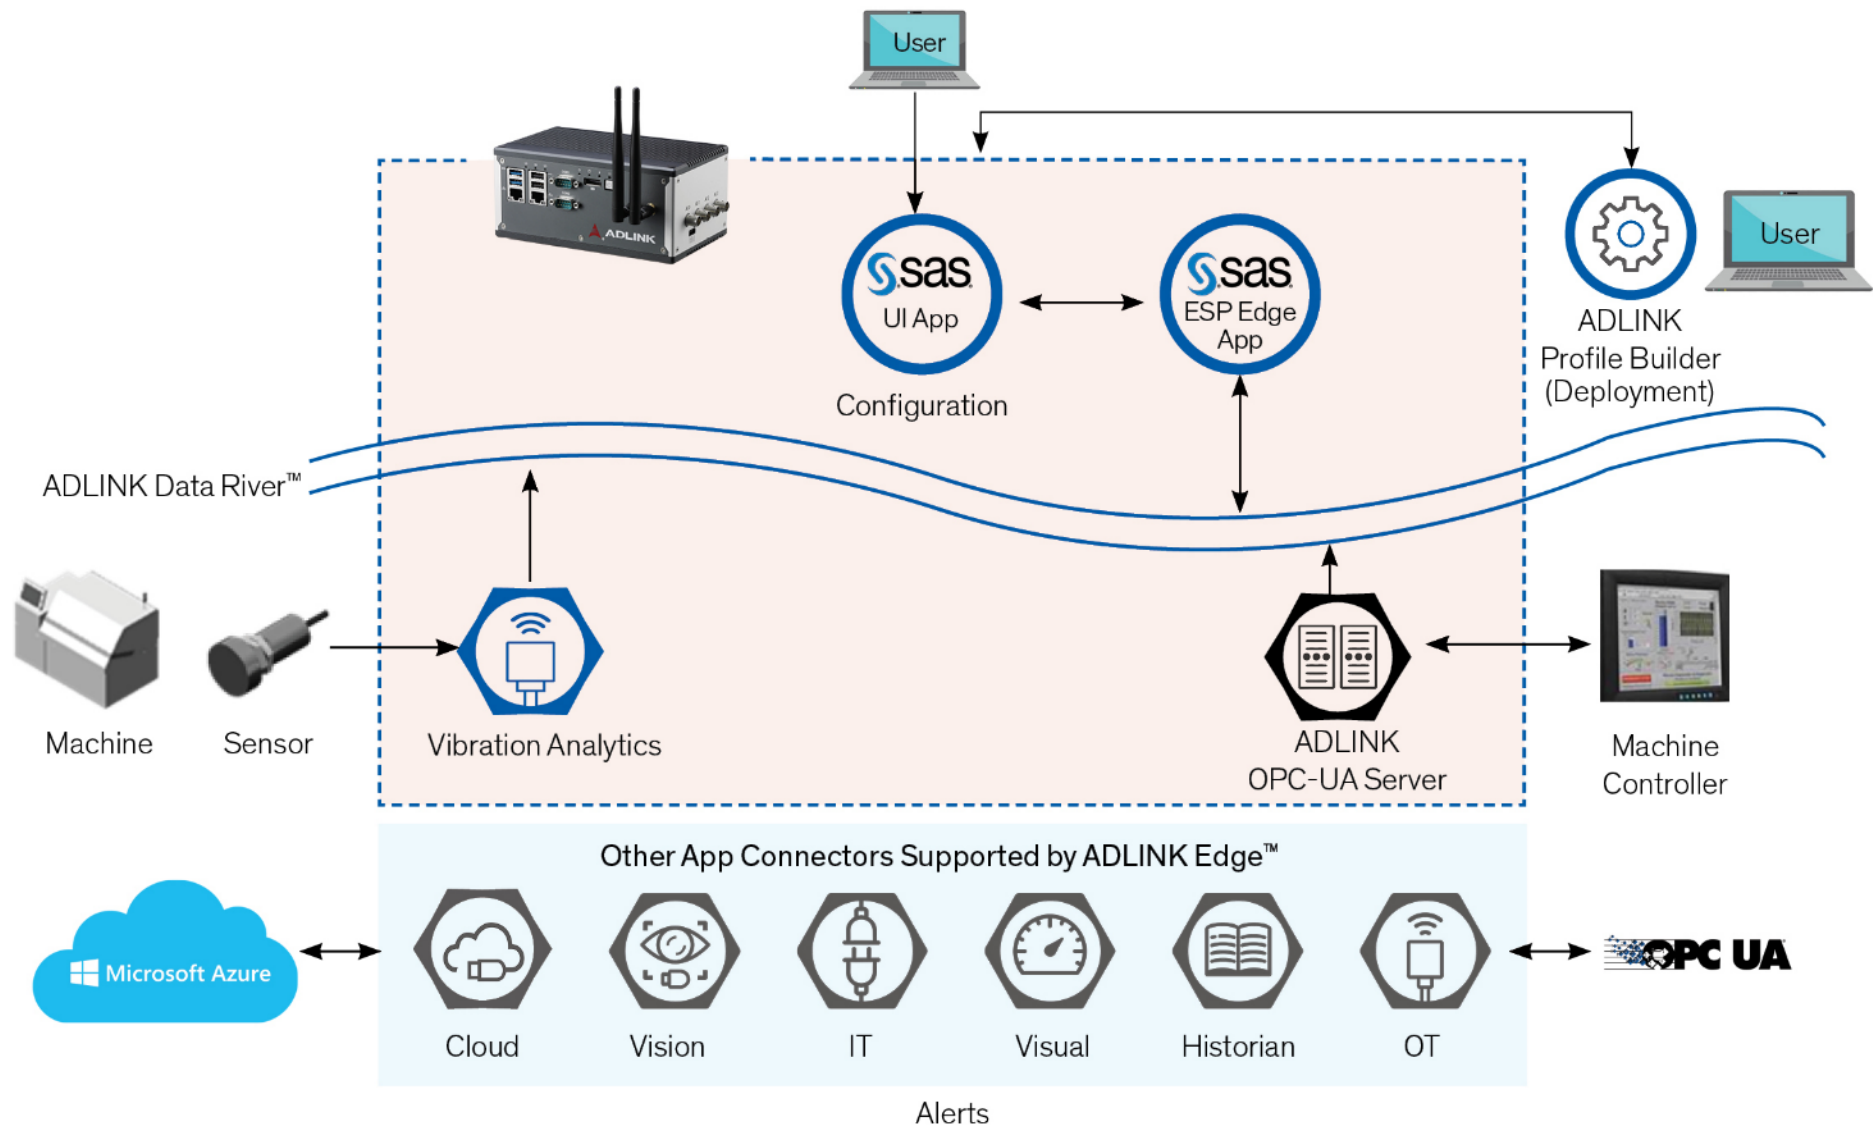 User
ADLINK
sas
UI App
Configuration
sas
ESP Edge
App
User
ADLINK
Profile Builder
(Deployment)
ADLINK Data River™
Machine
Sensor
Vibration Analytics
ADLINK
OPC-UA Server
Machine
Controller
Other App Connectors Supported by ADLINK Edge™
Microsoft Azure
Cloud
Vision
IT
Visual
Historian
OT
OPC UA
Alerts